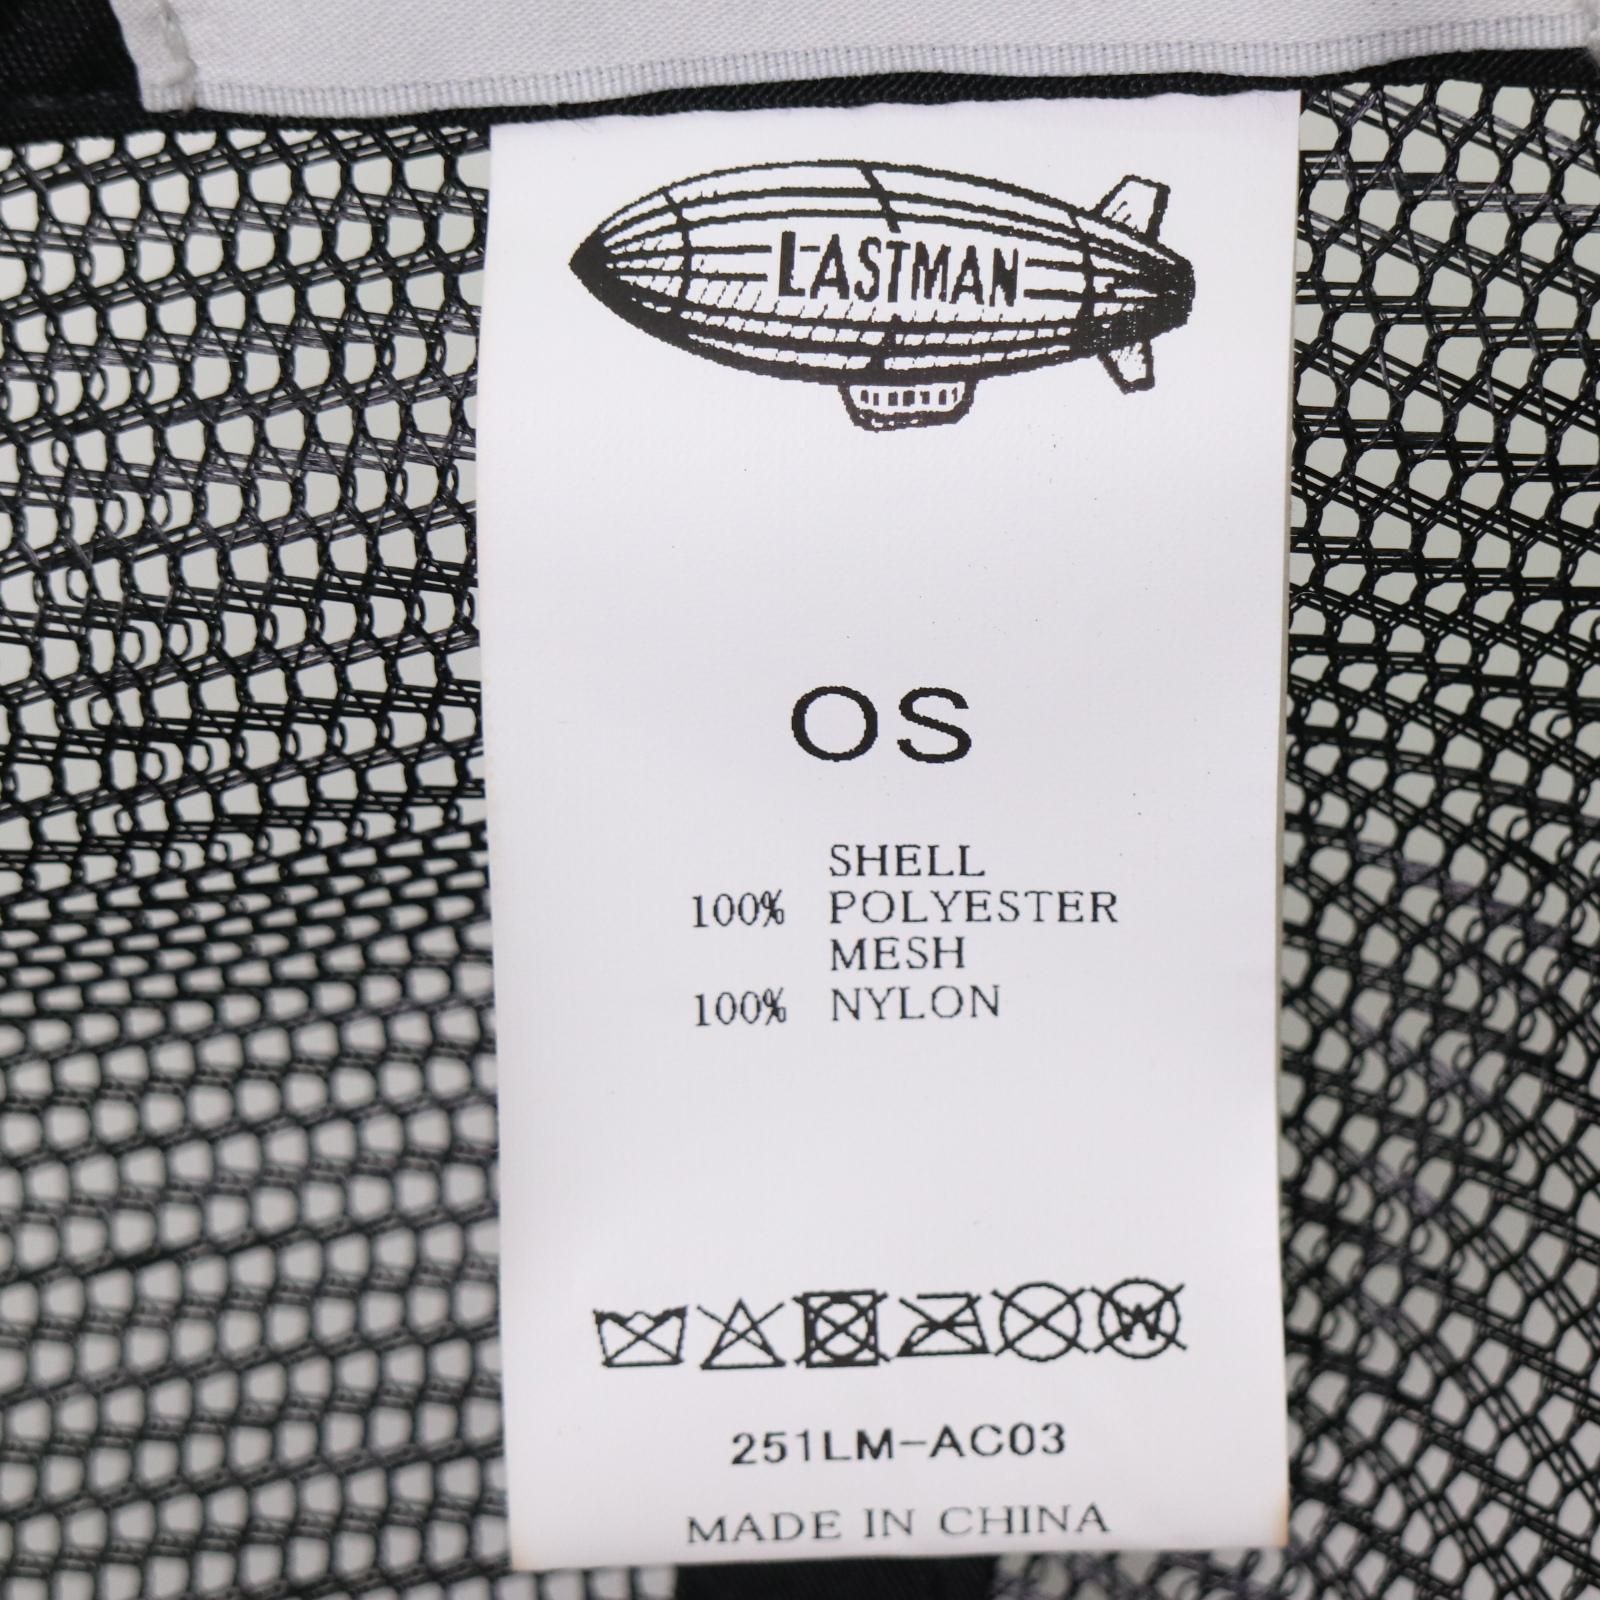 LASTMAN
OS
SHELL
100% POLYESTER
MESH
100% NYLON
W
251LM-AC03
MADE IN CHINA